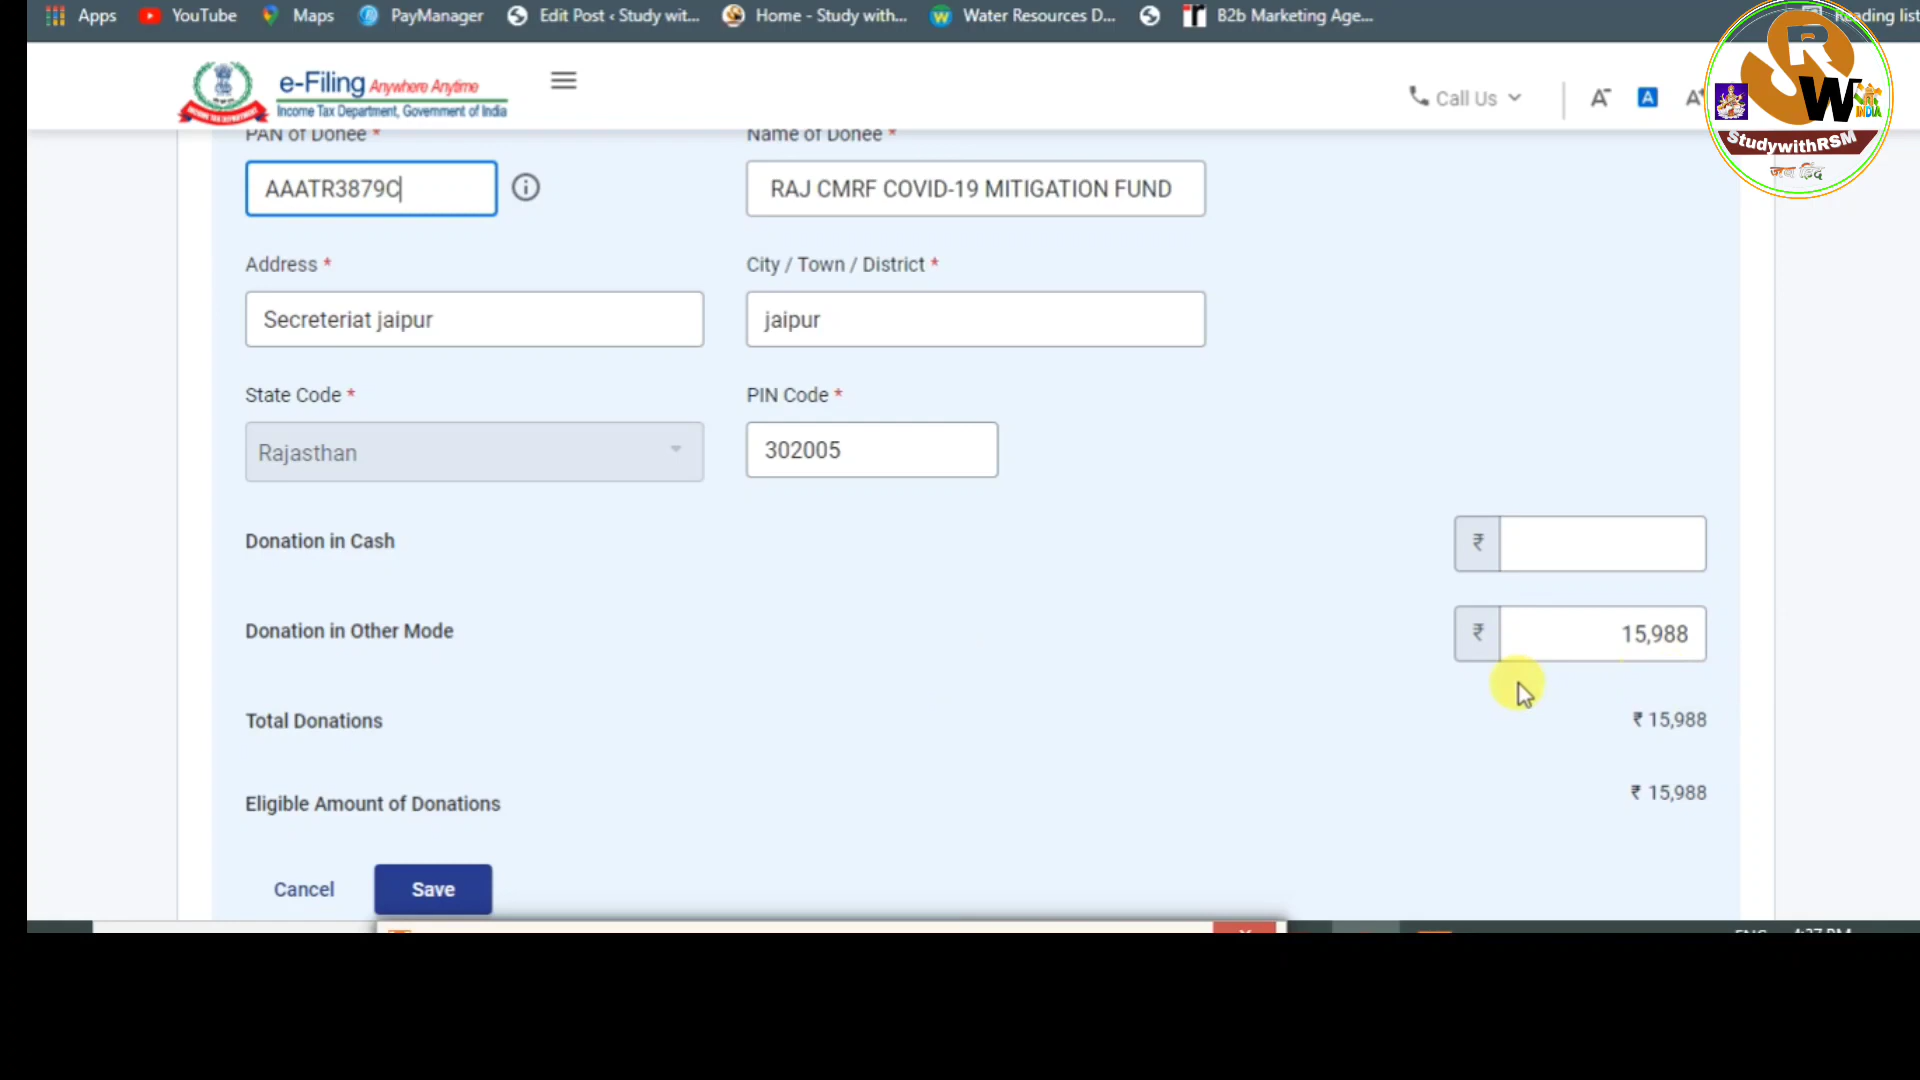 Apps YouTube Maps PayManager Edit Post ‹ Study wit... Home - Study with... Water Resources D... B2b Marketing Age... Reading list
e-Filing Anywhere Anytime
Income Tax Department, Government of India
Call Us
A A A
SRW
INDIA
StudywithRSM
जय हिंद
PAN of Donee * Name of Donee *
AAATR3879C RAJ CMRF COVID-19 MITIGATION FUND
Address * City / Town / District *
Secreteriat jaipur jaipur
State Code * PIN Code *
Rajasthan 302005
Donation in Cash ₹
Donation in Other Mode ₹ 15,988
Total Donations ₹ 15,988
Eligible Amount of Donations ₹ 15,988
Cancel Save